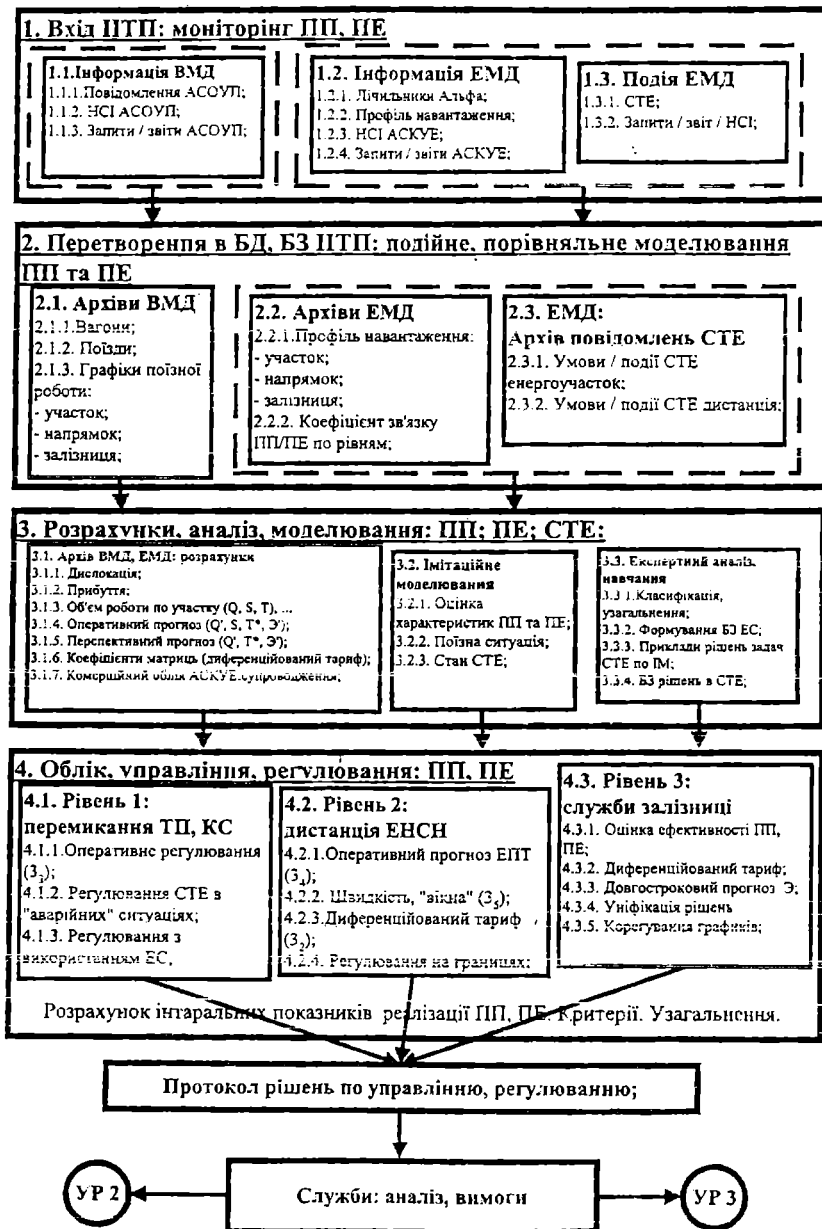 1. Вхід ІІТП: моніторінг ПП, ПЕ
1.1.Інформація ВМД
1.1.1.Повідомлення АСОУП;
1.1.2. НСІ АСОУП;
1.1.3. Запити / звіти АСОУП;
1.2. Інформація ЕМД
1.2.1. Лічильники Альфа;
1.2.2. Профіль навантаження;
1.2.3. НСІ АСКУЕ;
1.2.4. Запити / звіти АСКУЕ;
1.3. Подія ЕМД
1.3.1. СТЕ;
1.3.2. Запити / звіт / НСІ;
2. Перетворення в БД, БЗ ІІТП: подійне, порівняльне моделювання
ПП та ПЕ
2.1. Архіви ВМД
2.1.1.Вагони;
2.1.2. Поїзди;
2.1.3. Графіки поїзної
роботи:
- участок;
- напрямок;
- залізниця;
2.2. Архіви ЕМД
2.2.1.Профіль навантаження:
- участок;
- напрямок;
- залізниця;
2.2.2. Коефіцієнт зв'язку
ПП/ПЕ по рівням;
2.3. ЕМД:
Архів повідомлень СТЕ
2.3.1. Умови / події СТЕ
енергоучасток;
2.3.2. Умови / події СТЕ дистанція;
3. Розрахунки, аналіз, моделювання: ПП; ПЕ; СТЕ:
3.1. Архів ВМД, ЕМД: розрахунки
3.1.1. Дислокація;
3.1.2. Прибуття;
3.1.3. Об'єм роботи по участку (Q, S, T), ...
3.1.4. Оперативний прогноз (Q', S, T*, Э');
3.1.5. Перспективний прогноз (Q', T*, Э');
3.1.6. Коефіцієнти матриць (диференційований тариф);
3.1.7. Комерційний облік АСКУЕ.супроводження;
3.2. Імітаційне
моделювання
3.2.1. Оцінка
характеристик ПП та ПЕ;
3.2.2. Поїзна ситуація;
3.2.3. Стан СТЕ;
3.3. Експертний аналіз,
навчання
3.3.1.Класифікація,
узагальнення;
3.3.2. Формування БЗ ЕС;
3.3.3. Приклади рішень задач
СТЕ по ІМ;
3.3.4. БЗ рішень в СТЕ;
4. Облік, управління, регулювання: ПП, ПЕ
4.1. Рівень 1:
перемикання ТП, КС
4.1.1.Оперативне регулювання
(З₃);
4.1.2. Регулювання СТЕ в
"аварійних" ситуаціях;
4.1.3. Регулювання з
використанням ЕС,
4.2. Рівень 2:
дистанція ЕНСН
4.2.1.Оперативний прогноз ЕПТ
(З₄);
4.2.2. Швидкість, "вікна" (З₅);
4.2.3.Диференційований тариф
(З₂);
4.2.4. Регулювання на границах;
4.3. Рівень 3:
служби залізниці
4.3.1. Оцінка ефективності ПП,
ПЕ;
4.3.2. Диференційований тариф;
4.3.3. Довгостроковий прогноз Э;
4.3.4. Уніфікація рішень
4.3.5. Корегування графиків;
Розрахунок інтаральних показників реалізації ПП, ПЕ. Критерії. Узагальнення.
Протокол рішень по управлінню, регулюванню;
УР 2
Служби: аналіз, вимоги
УР 3